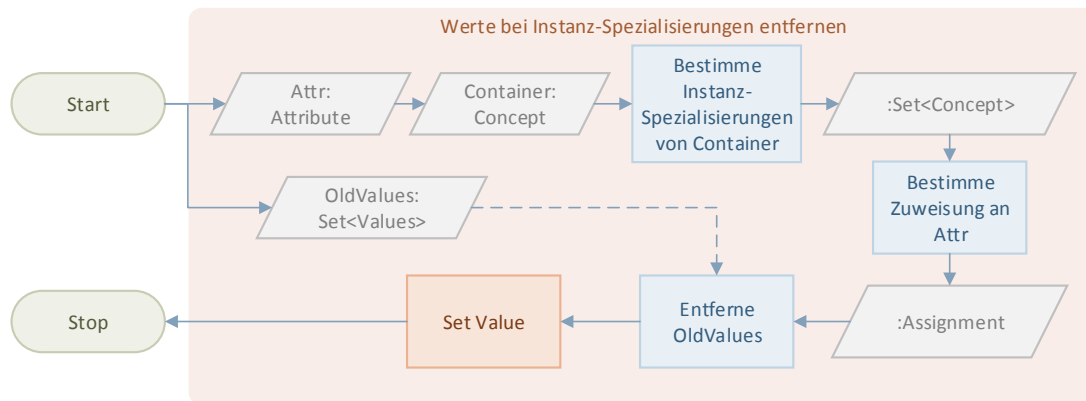 Werte bei Instanz-Spezialisierungen entfernen
Start
Attr:
Attribute
Container:
Concept
Bestimme
Instanz-
Spezialisierungen
von Container
:Set<Concept>
OldValues:
Set<Values>
Bestimme
Zuweisung an
Attr
Stop
Set Value
Entferne
OldValues
:Assignment